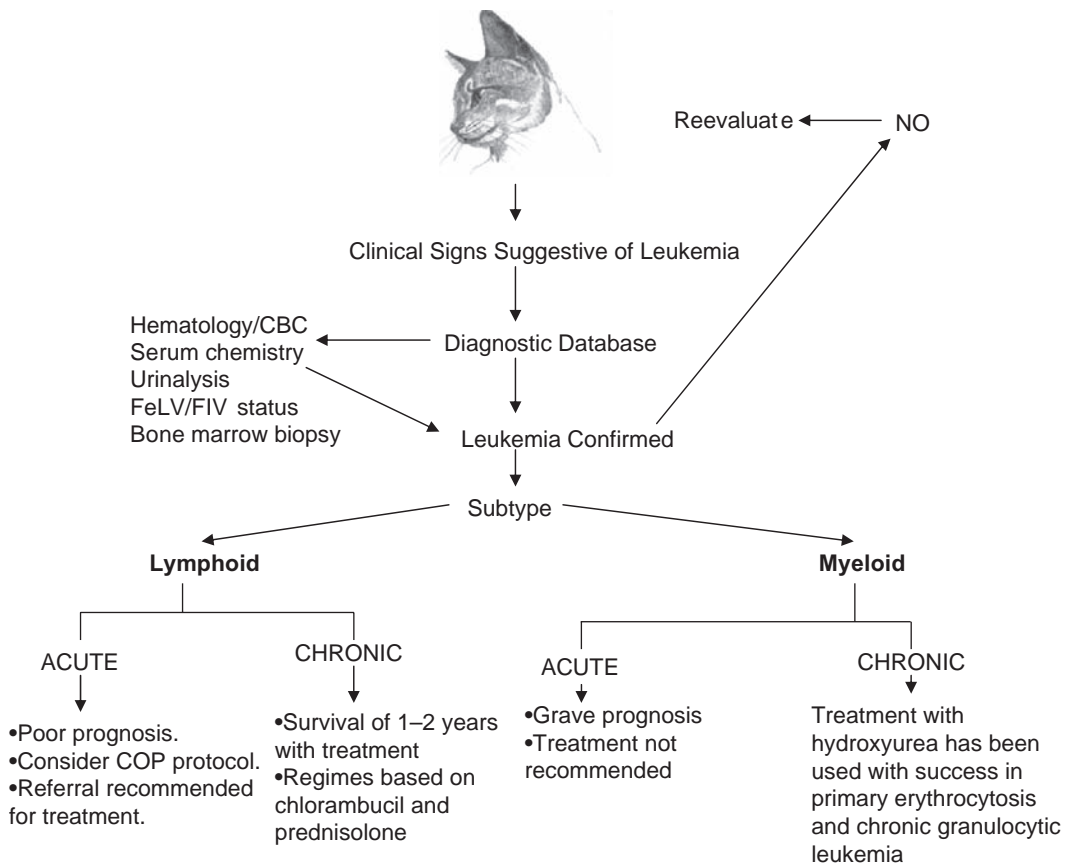 Reevaluate
NO
Clinical Signs Suggestive of Leukemia
Hematology/CBC
Serum chemistry
Urinalysis
FeLV/FIV status
Bone marrow biopsy
Diagnostic Database
Leukemia Confirmed
Subtype
Lymphoid
Myeloid
ACUTE
•Poor prognosis.
•Consider COP protocol.
•Referral recommended
for treatment.
CHRONIC
•Survival of 1–2 years
with treatment
•Regimes based on
chlorambucil and
prednisolone
ACUTE
•Grave prognosis
•Treatment not
recommended
CHRONIC
Treatment with
hydroxyurea has been
used with success in
primary erythrocytosis
and chronic granulocytic
leukemia